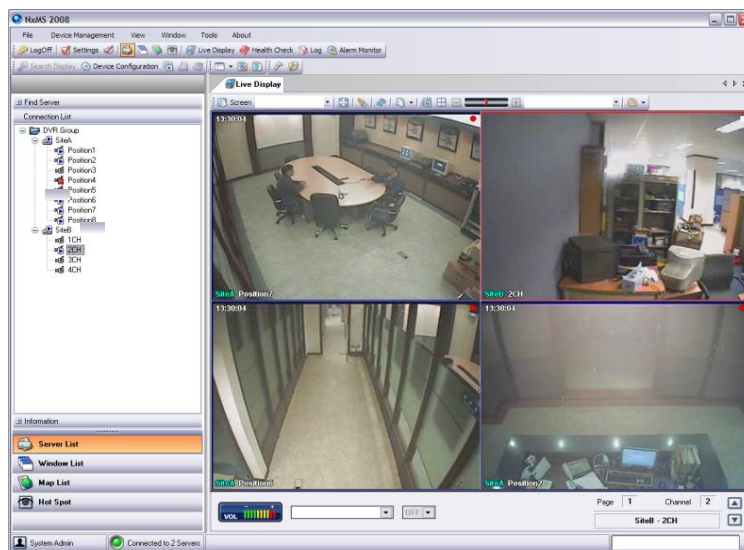 NxMS 2008
File Device Management View Window Tools About
LogOff Settings Live Display Health Check Log Alarm Monitor
Search Display Device Configuration
Live Display
Find Server
Screen
Connection List
DVR Group
SiteA
Position1
Position2
Position3
Position4
Position5
Position6
Position7
Position8
SiteB
1CH
2CH
3CH
4CH
13:30:04
SiteA Position7
SiteB 2CH
13:30:04
13:30:04
SiteA Position6
SiteA Position2
Information
Server List
Window List
Map List
Hot Spot
VOL - +
OFF
Page 1 Channel 2
SiteB - 2CH
System Admin Connected to 2 Servers